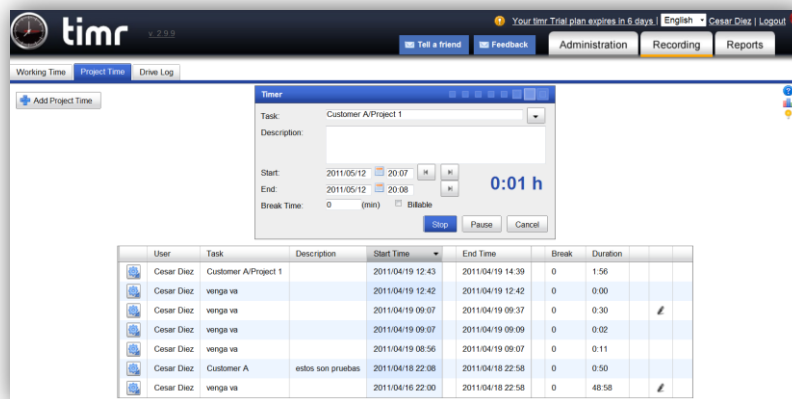 Your timr Trial plan expires in 6 days | English Cesar Diez | Logout
timr v. 2.9.9
Tell a friend Feedback Administration Recording Reports
Working Time Project Time Drive Log
Add Project Time
Timer
Task: Customer A/Project 1
Description:
Start: 2011/05/12 20:07
0:01 h
End: 2011/05/12 20:08
Break Time: 0 (min) Billable
Stop Pause Cancel
User Task Description Start Time End Time Break Duration
Cesar Diez Customer A/Project 1 2011/04/19 12:43 2011/04/19 14:39 0 1:56
Cesar Diez venga va 2011/04/19 12:42 2011/04/19 12:42 0 0:00
Cesar Diez venga va 2011/04/19 09:07 2011/04/19 09:37 0 0:30
Cesar Diez venga va 2011/04/19 09:07 2011/04/19 09:09 0 0:02
Cesar Diez venga va 2011/04/19 08:56 2011/04/19 09:07 0 0:11
Cesar Diez Customer A estos son pruebas 2011/04/18 22:08 2011/04/18 22:58 0 0:50
Cesar Diez venga va 2011/04/16 22:00 2011/04/18 22:58 0 48:58